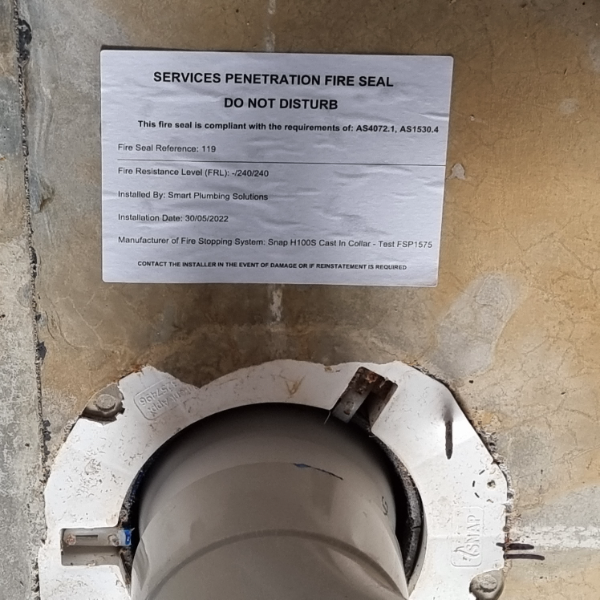 SERVICES PENETRATION FIRE SEAL
DO NOT DISTURB
This fire seal is compliant with the requirements of: AS4072.1, AS1530.4
Fire Seal Reference: 119
Fire Resistance Level (FRL): -/240/240
Installed By: Smart Plumbing Solutions
Installation Date: 30/05/2022
Manufacturer of Fire Stopping System: Snap H100S Cast In Collar - Test FSP1575
CONTACT THE INSTALLER IN THE EVENT OF DAMAGE OR IF REINSTATEMENT IS REQUIRED
SNAP